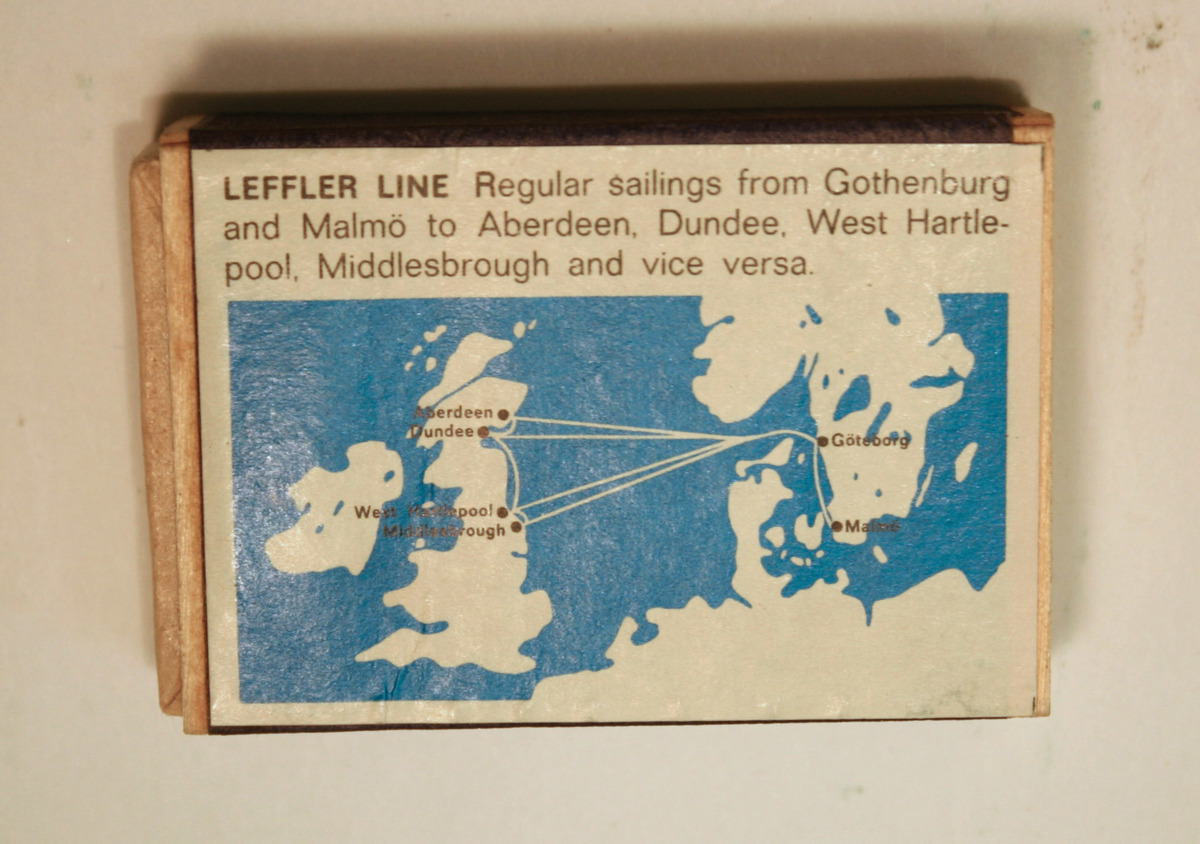 LEFFLER LINE Regular sailings from Gothenburg
and Malmö to Aberdeen, Dundee, West Hartle-
pool, Middlesbrough and vice versa.
Aberdeen
Dundee
Göteborg
West Hartlepool
Malmö
Middlesbrough